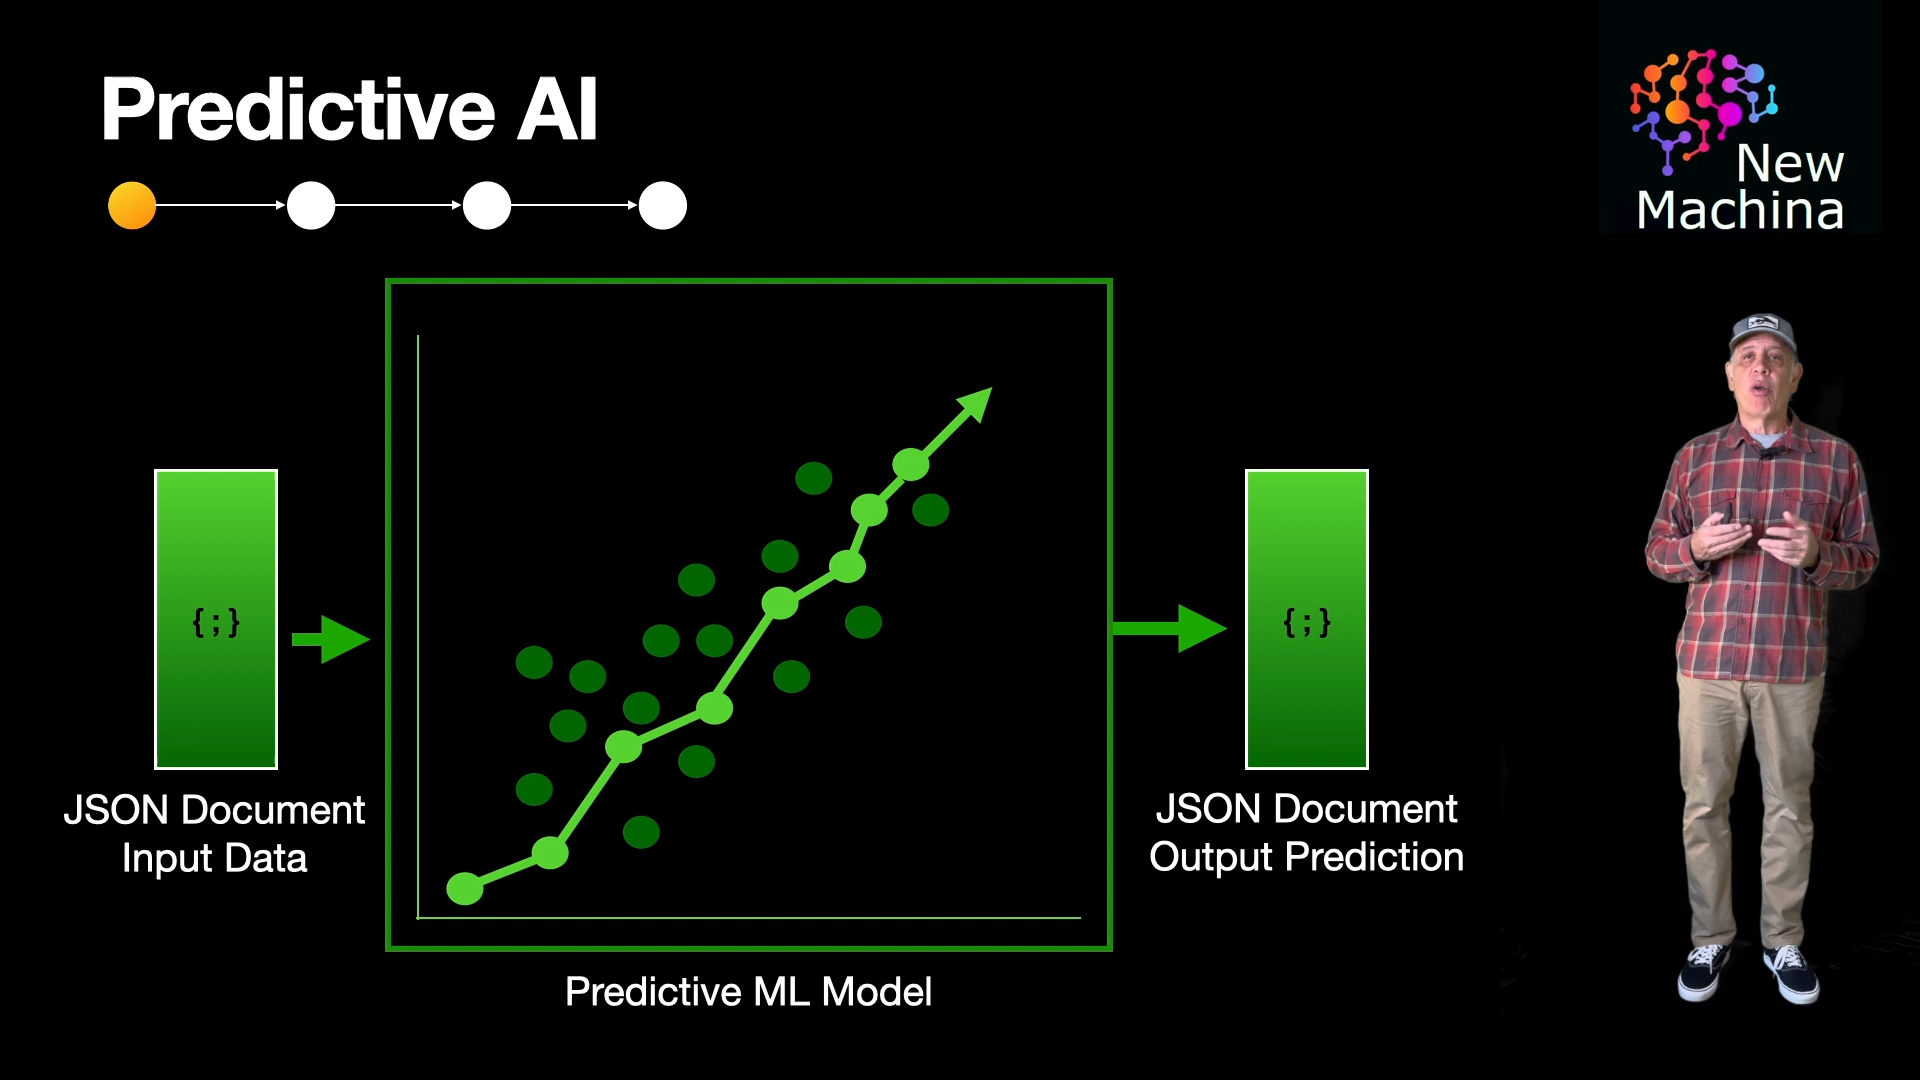 Predictive AI
New
Machina
{;}
JSON Document
Input Data
{;}
JSON Document
Output Prediction
Predictive ML Model